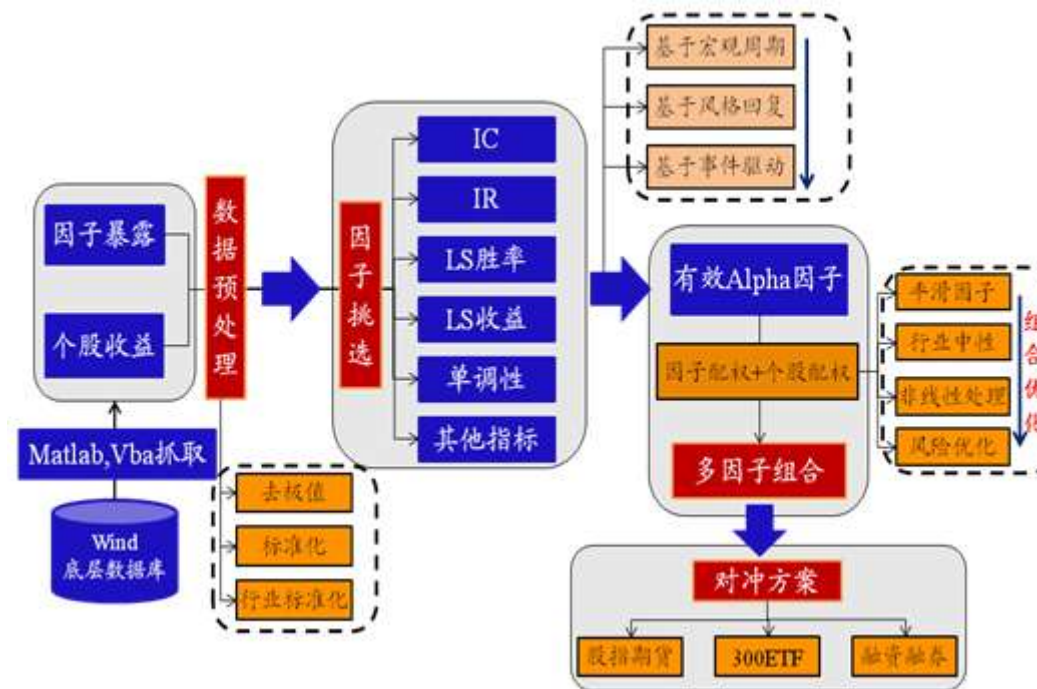 因子暴露
个股收益
Matlab,Vba抓取
Wind
底层数据库
数据预处理
去极值
标准化
行业标准化
因子挑选
IC
IR
LS胜率
LS收益
单调性
其他指标
基于宏观周期
基于风格回复
基于事件驱动
有效Alpha因子
因子配权+个股配权
多因子组合
平滑因子
行业中性
非线性处理
风险优化
组合优化
对冲方案
股指期货
300ETF
融资融券